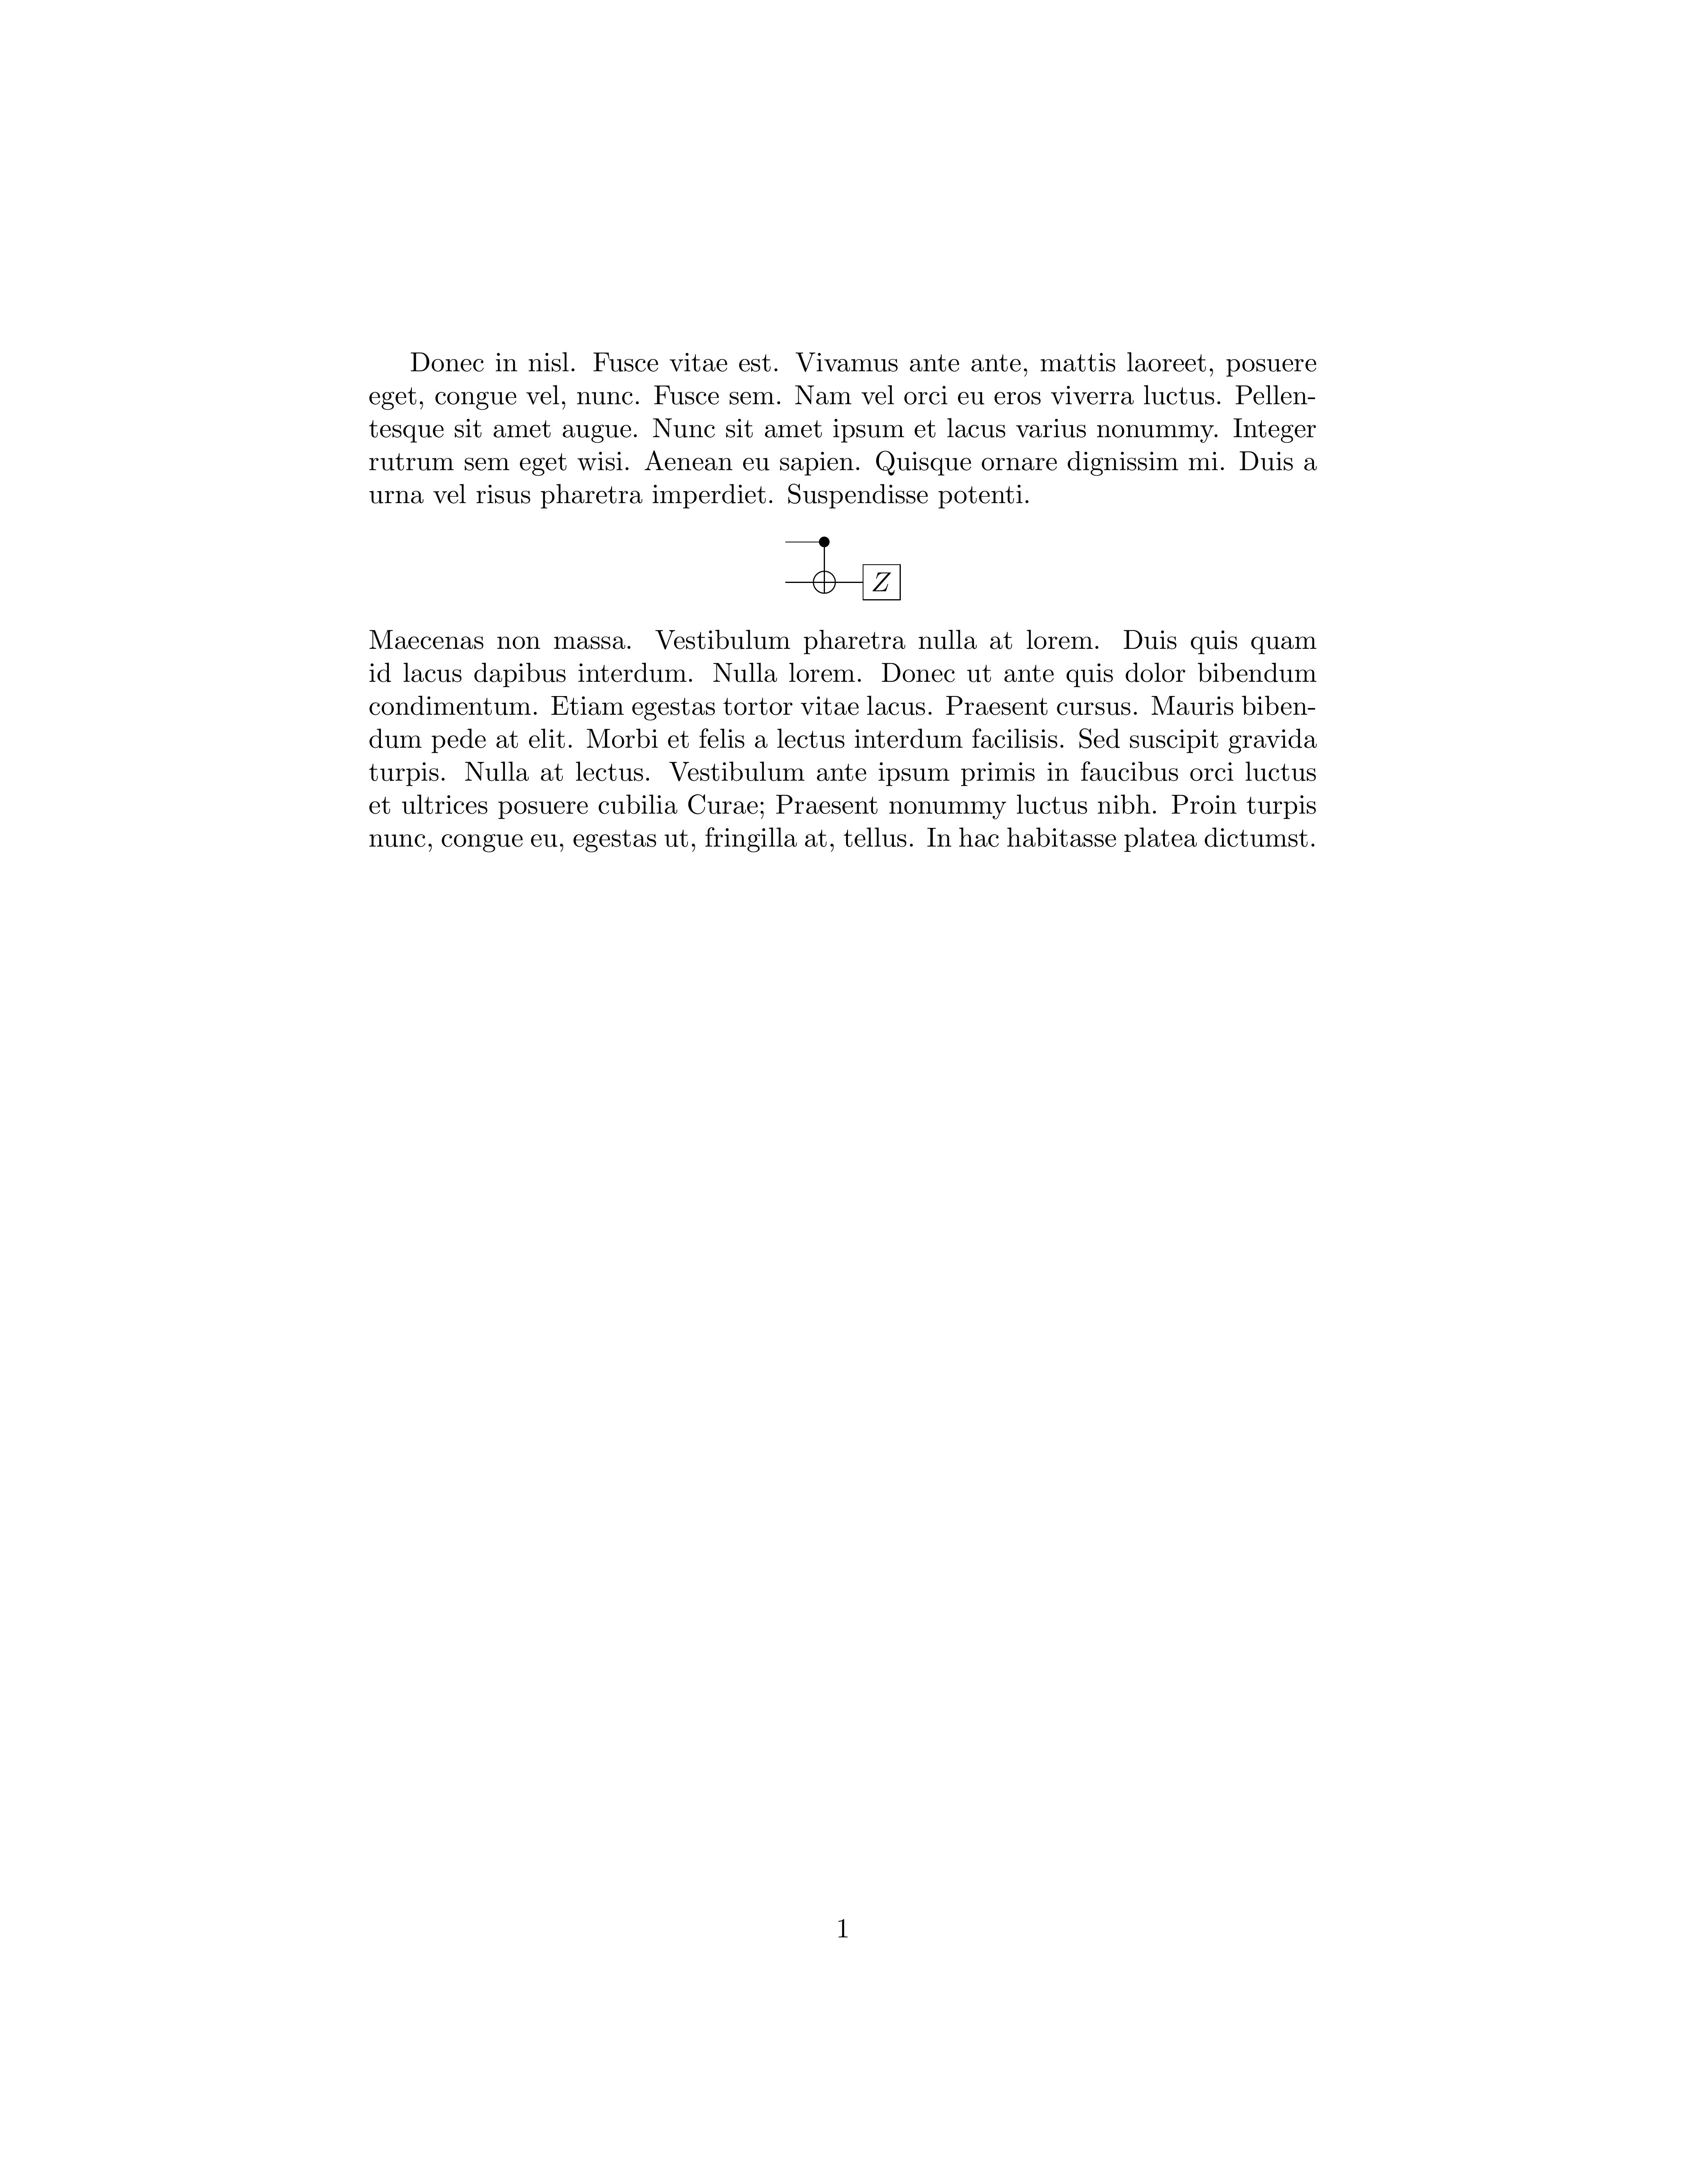 Donec in nisl. Fusce vitae est. Vivamus ante ante, mattis laoreet, posuere
eget, congue vel, nunc. Fusce sem. Nam vel orci eu eros viverra luctus. Pellen-
tesque sit amet augue. Nunc sit amet ipsum et lacus varius nonummy. Integer
rutrum sem eget wisi. Aenean eu sapien. Quisque ornare dignissim mi. Duis a
urna vel risus pharetra imperdiet. Suspendisse potenti.
Z
Maecenas non massa. Vestibulum pharetra nulla at lorem. Duis quis quam
id lacus dapibus interdum. Nulla lorem. Donec ut ante quis dolor bibendum
condimentum. Etiam egestas tortor vitae lacus. Praesent cursus. Mauris biben-
dum pede at elit. Morbi et felis a lectus interdum facilisis. Sed suscipit gravida
turpis. Nulla at lectus. Vestibulum ante ipsum primis in faucibus orci luctus
et ultrices posuere cubilia Curae; Praesent nonummy luctus nibh. Proin turpis
nunc, congue eu, egestas ut, fringilla at, tellus. In hac habitasse platea dictumst.
1